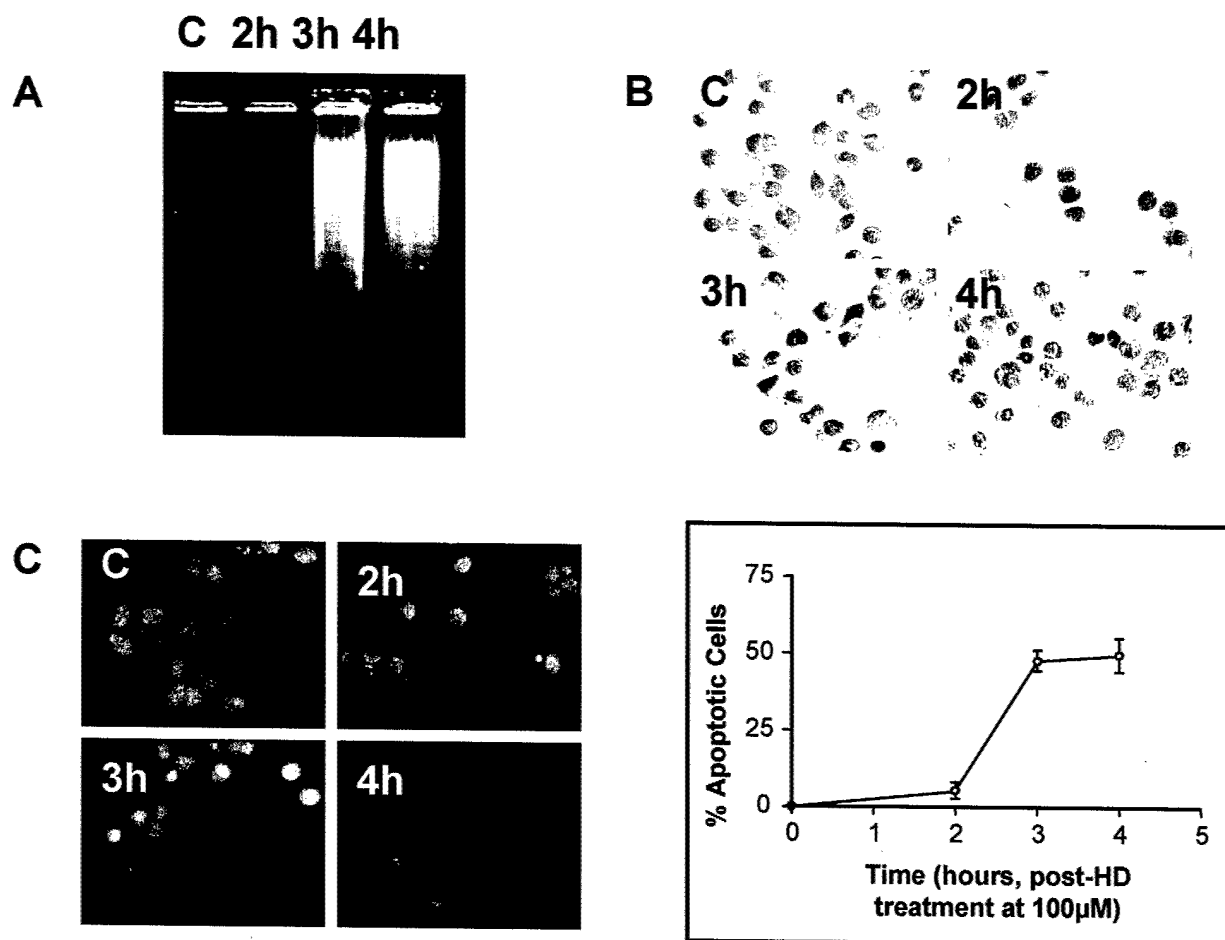 C 2h 3h 4h
A
B
C
2h
3h
4h
C
C
2h
3h
4h
% Apoptotic Cells
75
50
25
0
0 1 2 3 4 5
Time (hours, post-HD
treatment at 100µM)